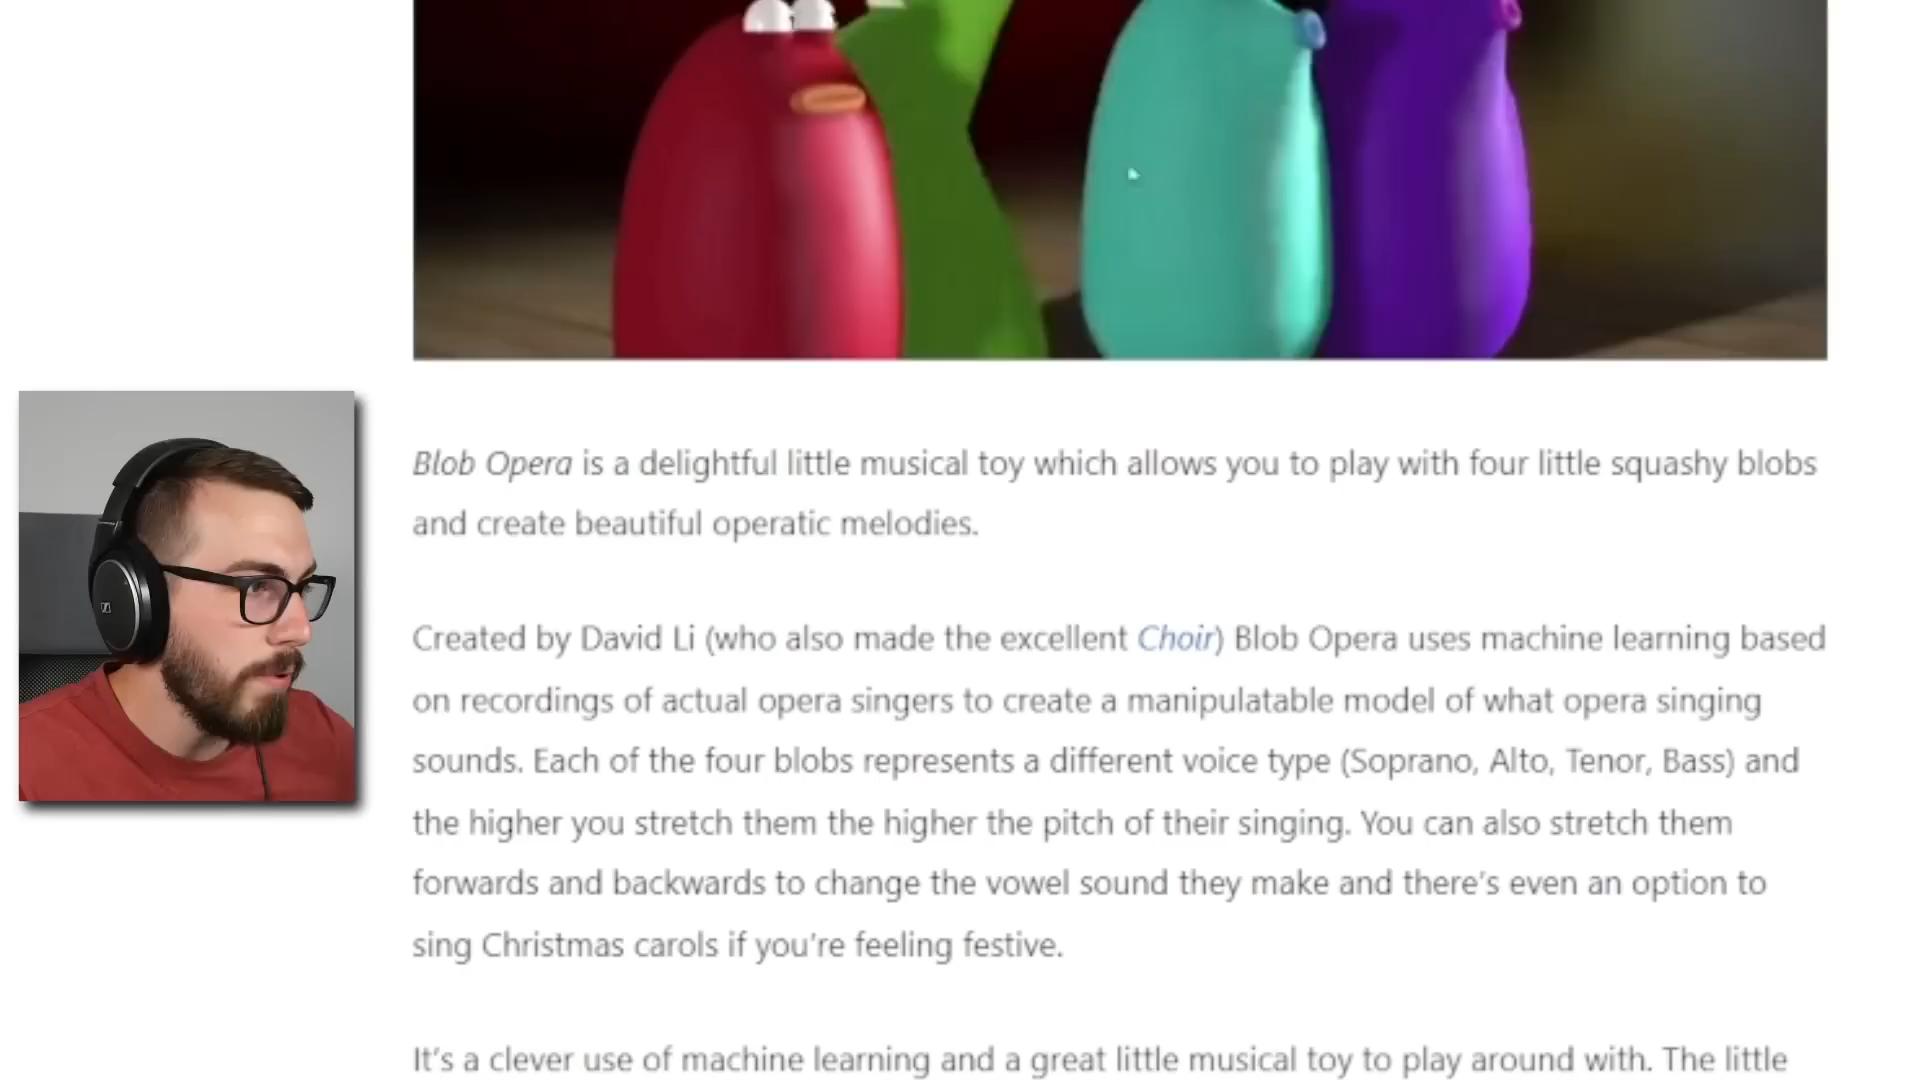 Blob Opera is a delightful little musical toy which allows you to play with four little squashy blobs
and create beautiful operatic melodies.
Created by David Li (who also made the excellent Choir) Blob Opera uses machine learning based
on recordings of actual opera singers to create a manipulatable model of what opera singing
sounds. Each of the four blobs represents a different voice type (Soprano, Alto, Tenor, Bass) and
the higher you stretch them the higher the pitch of their singing. You can also stretch them
forwards and backwards to change the vowel sound they make and there's even an option to
sing Christmas carols if you're feeling festive.
It's a clever use of machine learning and a great little musical toy to play around with. The little